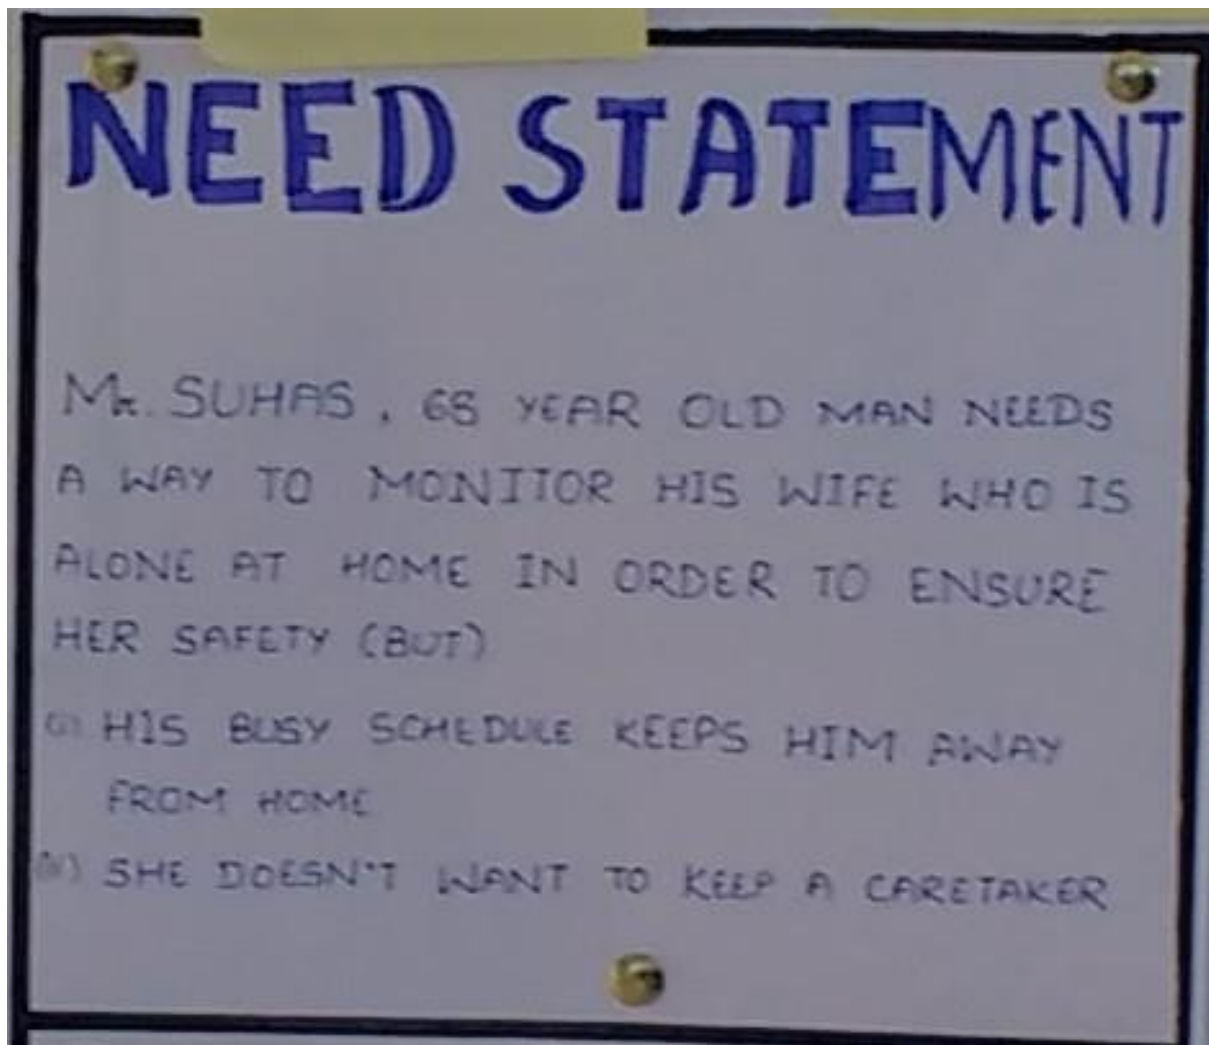 NEED STATEMENT
Mr. SUHAS, 68 YEAR OLD MAN NEEDS
A WAY TO MONITOR HIS WIFE WHO IS
ALONE AT HOME IN ORDER TO ENSURE
HER SAFETY (BUT)
(i) HIS BUSY SCHEDULE KEEPS HIM AWAY
FROM HOME
(ii) SHE DOESN'T WANT TO KEEP A CARETAKER